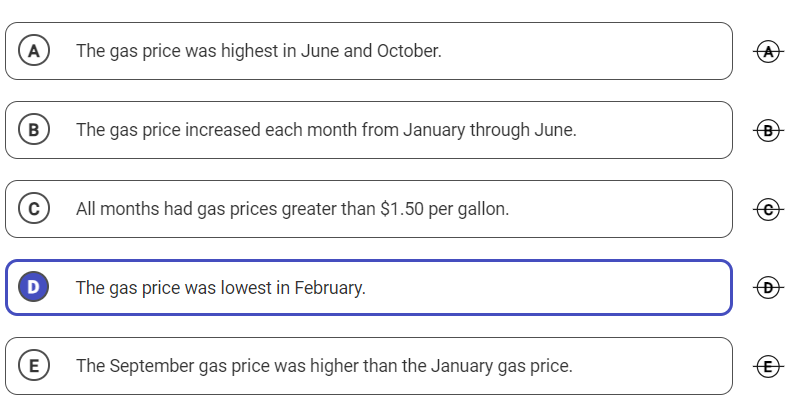 A The gas price was highest in June and October. A
B The gas price increased each month from January through June. B
C All months had gas prices greater than $1.50 per gallon. C
D The gas price was lowest in February. D
E The September gas price was higher than the January gas price. E